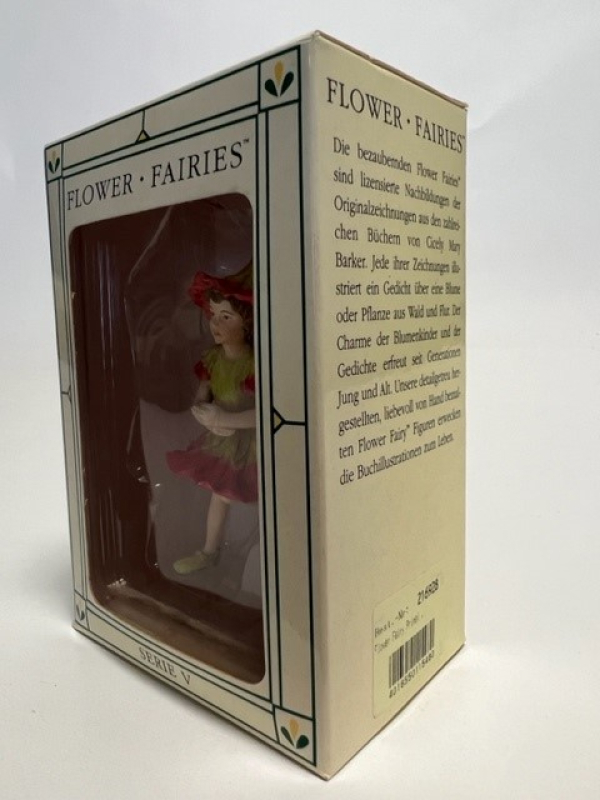 FLOWER · FAIRIES™
SERIE V
FLOWER · FAIRIES™
Die bezaubernden Flower Fairies™
sind lizensierte Nachbildungen der
Originalzeichnungen aus den zahlrei-
chen Büchern von Cicely Mary
Barker. Jede ihrer Zeichnungen illu-
striert ein Gedicht über eine Blume
oder Pflanze aus Wald und Flur. Der
Charme der Blumenkinder und der
Gedichte erfreut seit Generationen
Jung und Alt. Unsere detailgetreu her-
gestellten, liebevoll von Hand bemal-
ten Flower Fairy™ Figuren erwecken
die Buchillustrationen zum Leben.
Flower Fairy